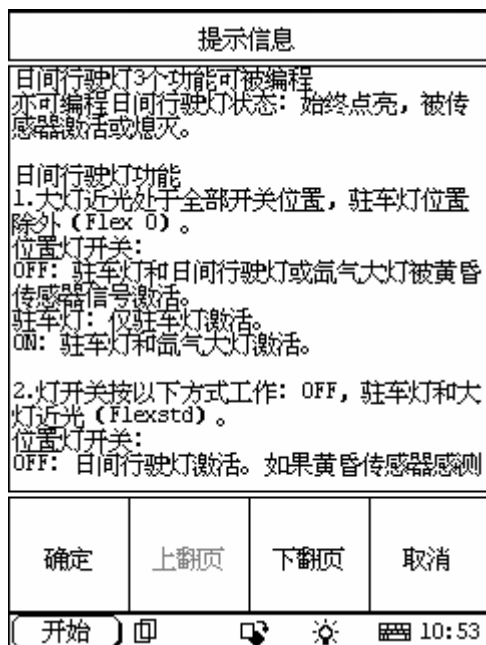 提示信息
日间行驶灯3个功能可被编程
亦可编程日间行驶灯状态: 始终点亮, 被传
感器激活或熄灭。
日间行驶灯功能
1.大灯近光处于全部开关位置, 驻车灯位置
除外 (Flex 0) 。
位置灯开关:
OFF: 驻车灯和日间行驶灯或氙气大灯被黄昏
传感器信号激活。
驻车灯: 仅驻车灯激活。
ON: 驻车灯和氙气大灯激活。
2.灯开关按以下方式工作: OFF, 驻车灯和大
灯近光 (Flexstd) 。
位置灯开关:
OFF: 日间行驶灯激活。如果黄昏传感器感测
确定 上翻页 下翻页 取消
开始 10:53